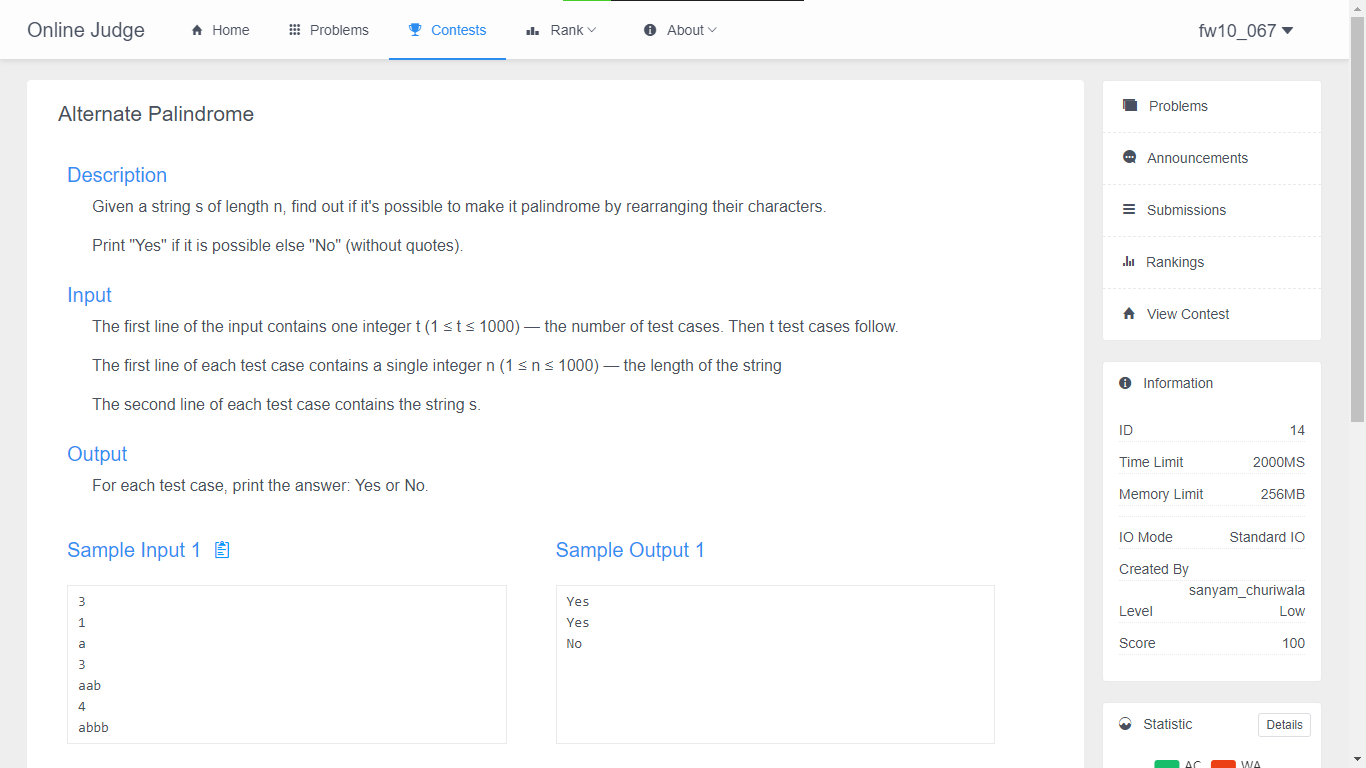 Online Judge
Home
Problems
Contests
Rank
About
fw10_067
Alternate Palindrome
Description
Given a string s of length n, find out if it's possible to make it palindrome by rearranging their characters.
Print "Yes" if it is possible else "No" (without quotes).
Input
The first line of the input contains one integer t (1 ≤ t ≤ 1000) — the number of test cases. Then t test cases follow.
The first line of each test case contains a single integer n (1 ≤ n ≤ 1000) — the length of the string
The second line of each test case contains the string s.
Output
For each test case, print the answer: Yes or No.
Sample Input 1
3
1
a
3
aab
4
abbb
Sample Output 1
Yes
Yes
No
Problems
Announcements
Submissions
Rankings
View Contest
Information
ID 14
Time Limit 2000MS
Memory Limit 256MB
IO Mode Standard IO
Created By
sanyam_churiwala
Level Low
Score 100
Statistic Details
AC WA